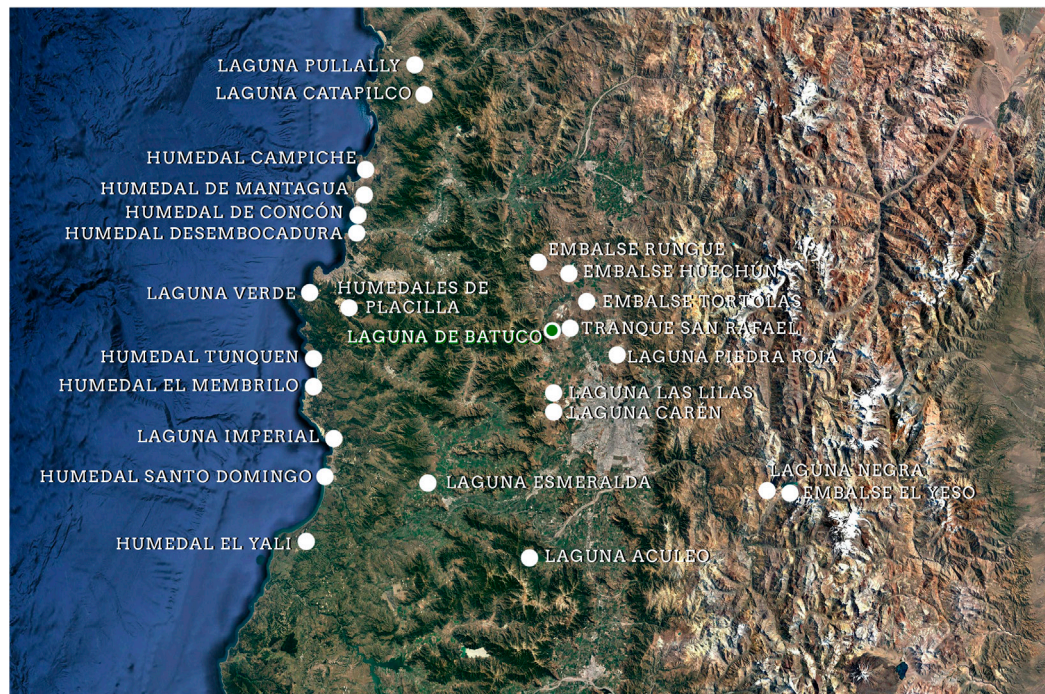 LAGUNA PULLALLY
LAGUNA CATAPILCO
HUMEDAL CAMPICHE
HUMEDAL DE MANTAGUA
HUMEDAL DE CONCÓN
HUMEDAL DESEMBOCADURA
EMBALSE RUNGUE
EMBALSE HUECHÚN
HUMEDALES DE
PLACILLA
LAGUNA VERDE
EMBALSE TORTOLAS
LAGUNA DE BATUCO
TRANQUE SAN RAFAEL
HUMEDAL TUNQUEN
LAGUNA PIEDRA ROJA
HUMEDAL EL MEMBRILO
LAGUNA LAS LILAS
LAGUNA CARÉN
LAGUNA IMPERIAL
HUMEDAL SANTO DOMINGO
LAGUNA ESMERALDA
LAGUNA NEGRA
EMBALSE EL YESO
HUMEDAL EL YALI
LAGUNA ACULEO